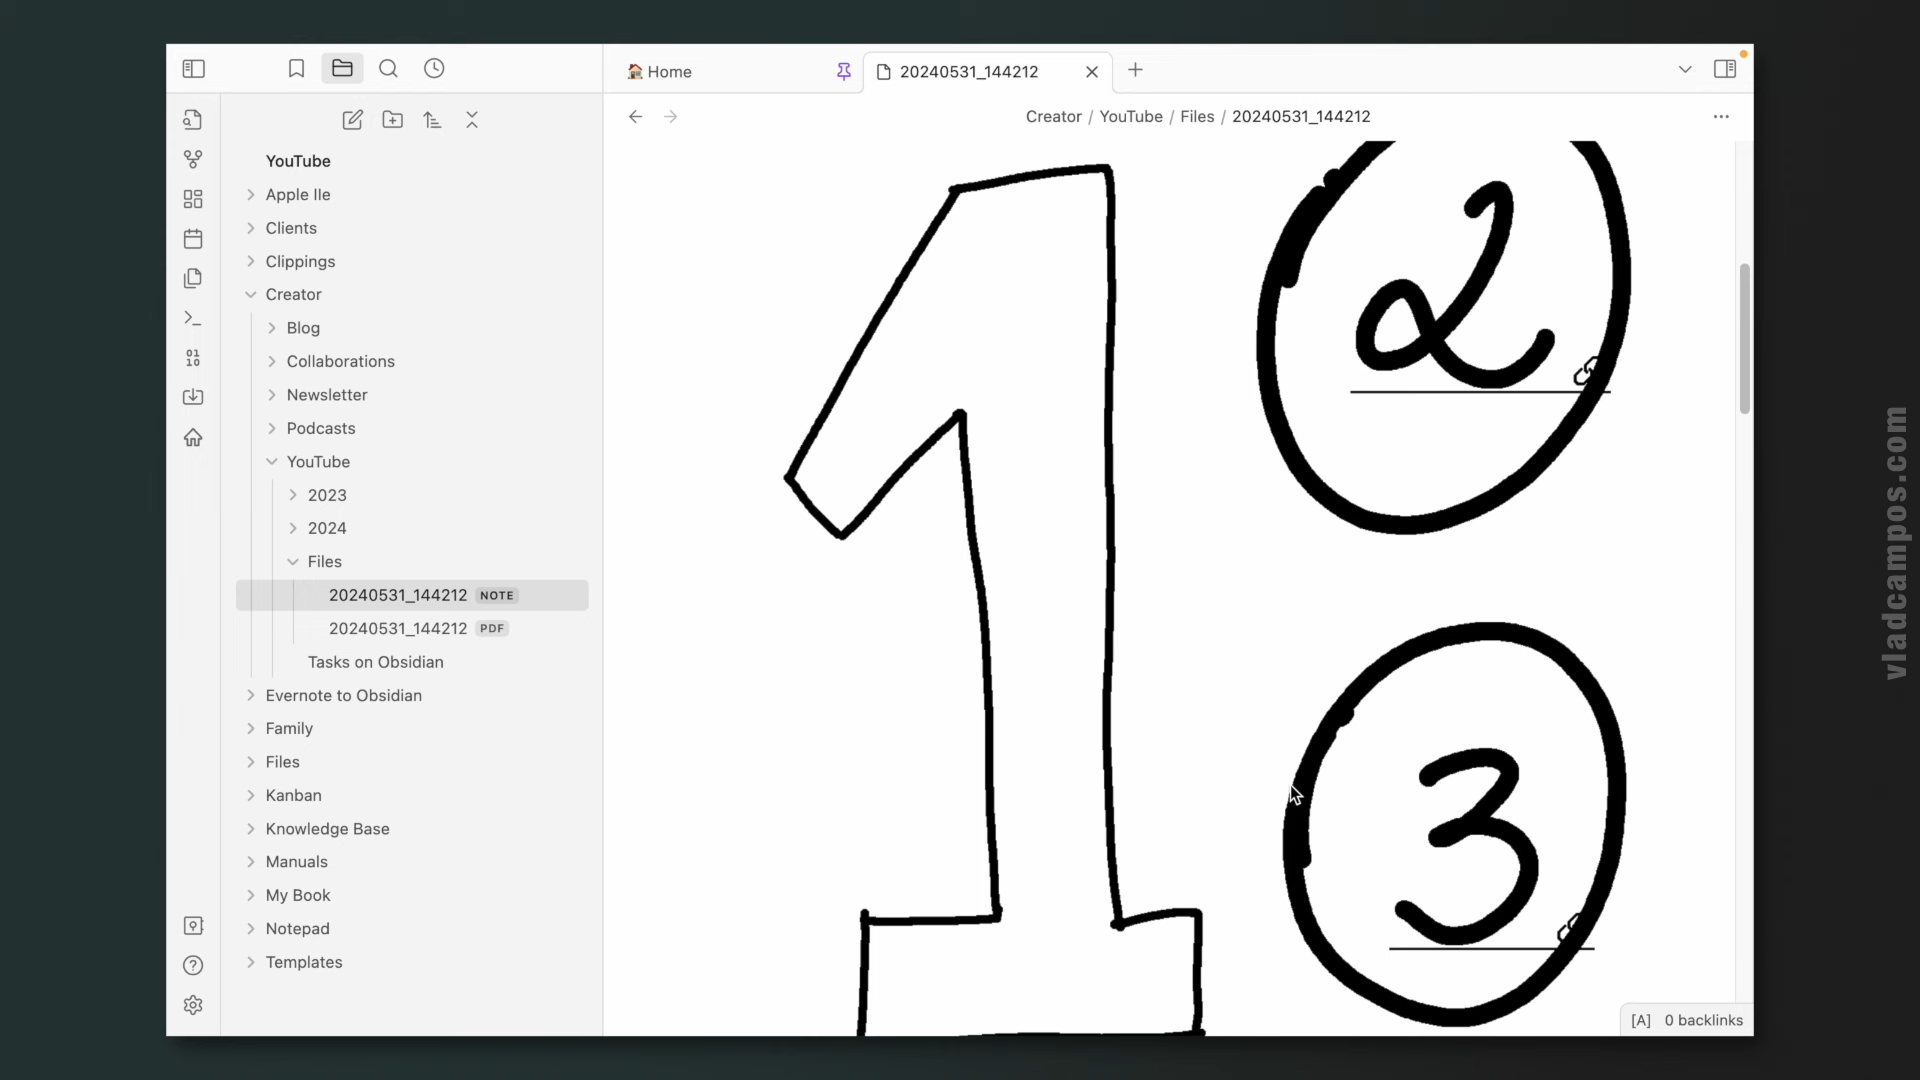 Home
20240531_144212
Creator / YouTube / Files / 20240531_144212
YouTube
Apple IIe
Clients
Clippings
Creator
Blog
Collaborations
Newsletter
Podcasts
YouTube
2023
2024
Files
20240531_144212 NOTE
20240531_144212 PDF
Tasks on Obsidian
Evernote to Obsidian
Family
Files
Kanban
Knowledge Base
Manuals
My Book
Notepad
Templates
1
2
3
[A] 0 backlinks
vladcampos.com